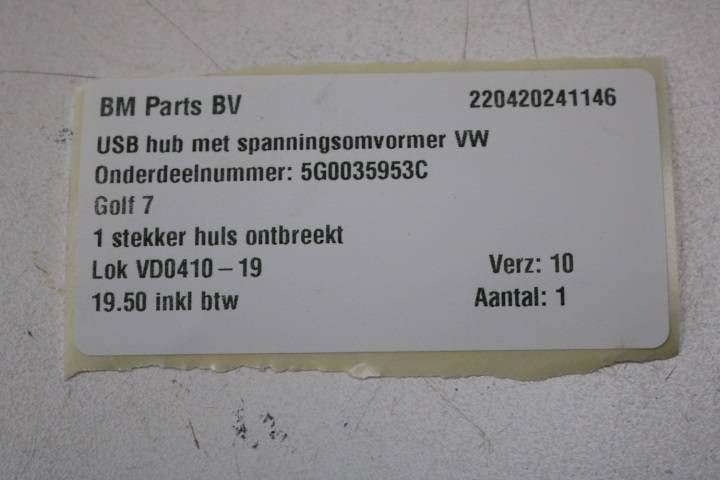 BM Parts BV 220420241146
USB hub met spanningsomvormer VW
Onderdeelnummer: 5G0035953C
Golf 7
1 stekker huls ontbreekt
Lok VD0410-19 Verz: 10
19.50 inkl btw Aantal: 1